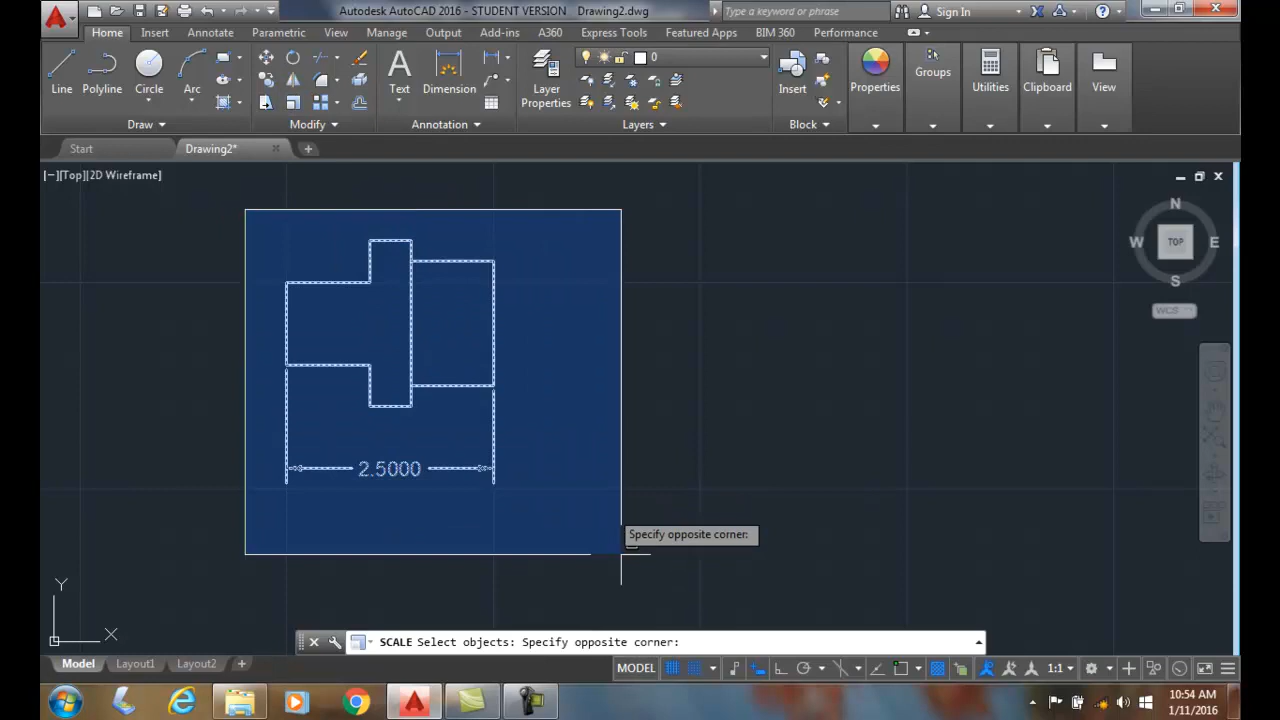 Autodesk AutoCAD 2016 - STUDENT VERSION Drawing2.dwg
Type a keyword or phrase
Sign In
Home Insert Annotate Parametric View Manage Output Add-ins A360 Express Tools Featured Apps BIM 360 Performance
0
Line Polyline Circle Arc
Text Dimension
Layer Properties
Insert
Properties
Groups
Utilities
Clipboard
View
Draw Modify Annotation Layers Block
Start Drawing2*
[−][Top][2D Wireframe]
N
W TOP E
S
WCS
2.5000
Specify opposite corner:
Y
X
SCALE Select objects: Specify opposite corner:
Model Layout1 Layout2
MODEL
1:1
10:54 AM
1/11/2016